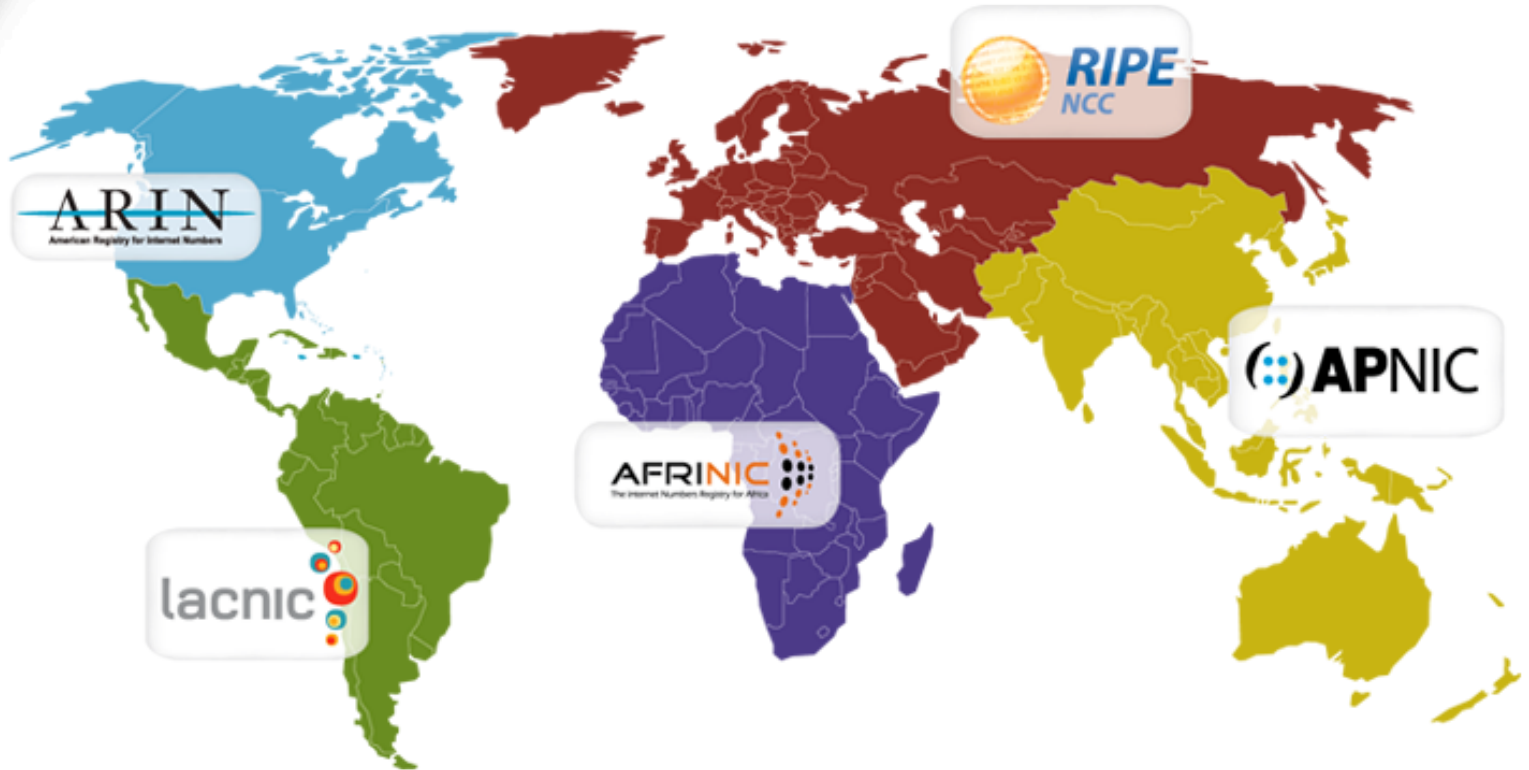 RIPE
NCC
ARIN
American Registry for Internet Numbers
APNIC
AFRINIC
The Internet Numbers Registry for Africa
lacnic